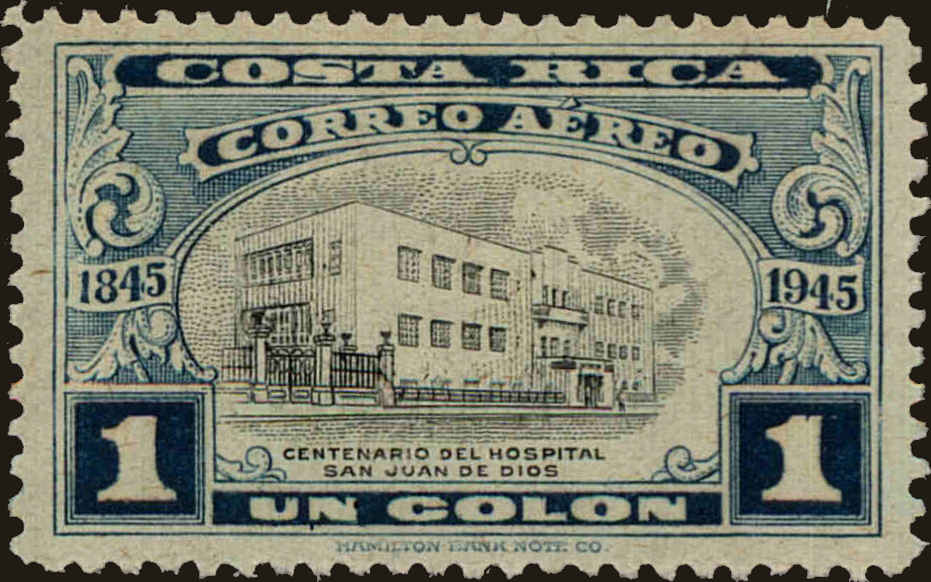 COSTA RICA
CORREO AÉREO
1845
1945
CENTENARIO DEL HOSPITAL
SAN JUAN DE DIOS
1
1
UN COLON
HAMILTON BANK NOTE CO.